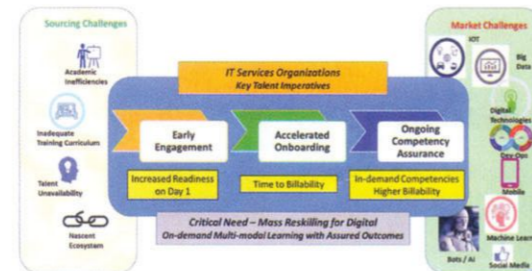 Sourcing Challenges
Academic
Inefficiencies
Inadequate
Training Curriculum
Talent
Unavailability
Nascent
Ecosystem
IT Services Organizations
Key Talent Imperatives
Early
Engagement
Accelerated
Onboarding
Ongoing
Competency
Assurance
Increased Readiness
on Day 1
Time to Billability
In-demand Competencies
Higher Billability
Critical Need – Mass Reskilling for Digital
On-demand Multi-modal Learning with Assured Outcomes
Market Challenges
IOT
Big
Data
Digital
Technologies
Dev-Ops
Mobile
Machine Learn
Bots / AI
Social Media